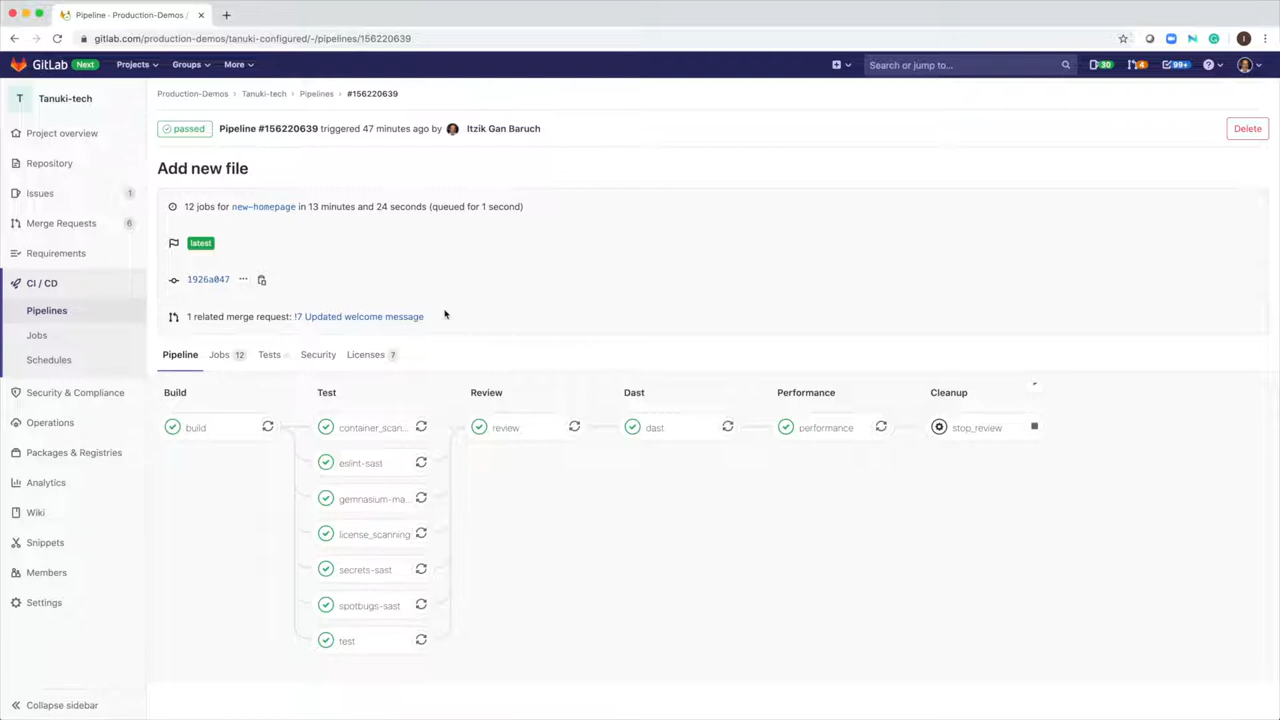 Pipeline - Production-Demos /
gitlab.com/production-demos/tanuki-configured/-/pipelines/156220639
I
GitLab Next Projects Groups More Search or jump to... 30 4 99+
T Tanuki-tech
Production-Demos > Tanuki-tech > Pipelines > #156220639
Project overview
passed Pipeline #156220639 triggered 47 minutes ago by Itzik Gan Baruch Delete
Repository
Add new file
Issues 1
12 jobs for new-homepage in 13 minutes and 24 seconds (queued for 1 second)
Merge Requests 6
latest
Requirements
1926a047 ...
CI / CD
Pipelines
1 related merge request: !7 Updated welcome message
Jobs
Schedules
Pipeline Jobs 12 Tests Security Licenses 7
Security & Compliance
Build Test Review Dast Performance Cleanup
Operations
build container_scan... review dast performance stop_review
Packages & Registries
eslint-sast
Analytics
gemnasium-ma...
Wiki
license_scanning
Snippets
secrets-sast
Members
spotbugs-sast
Settings
test
Collapse sidebar